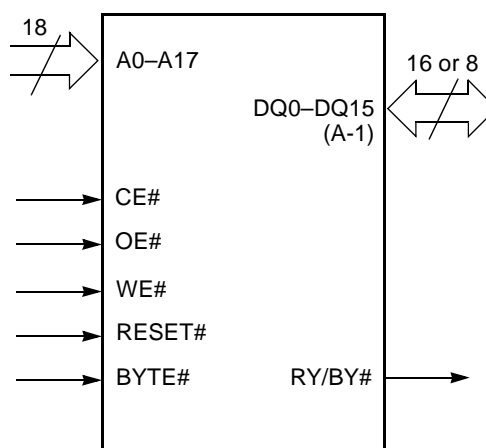 18
A0–A17
16 or 8
DQ0–DQ15
(A-1)
CE#
OE#
WE#
RESET#
BYTE#
RY/BY#